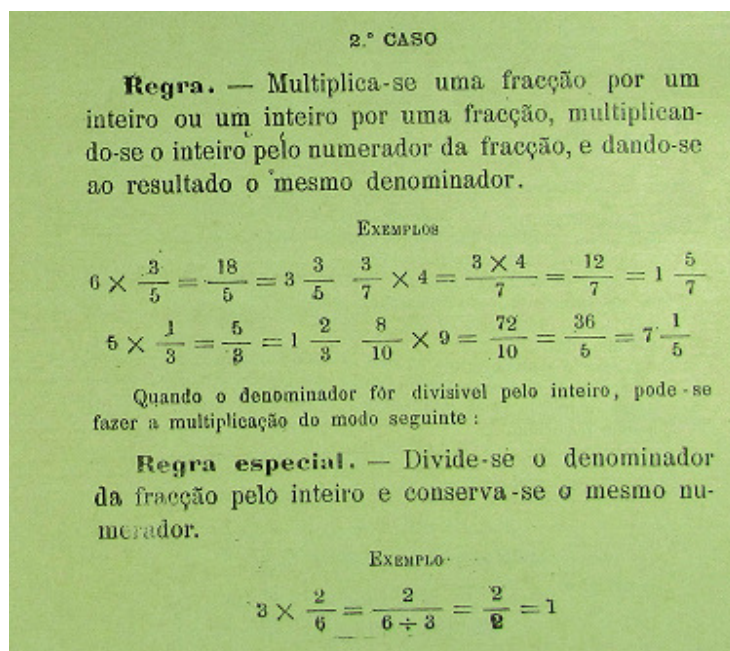 2.° CASO
Regra. — Multiplica-se uma fracção por um
inteiro ou um inteiro por uma fracção, multiplican-
do-se o inteiro pelo numerador da fracção, e dando-se
ao resultado o mesmo denominador.
EXEMPLOS
6 × 3/5 = 18/5 = 3 3/5 3/7 × 4 = 3 × 4/7 = 12/7 = 1 5/7
5 × 1/3 = 5/3 = 1 2/3 8/10 × 9 = 72/10 = 36/5 = 7 1/5
Quando o denominador fôr divisivel pelo inteiro, pode-se
fazer a multiplicação do modo seguinte :
Regra especial. — Divide-se o denominador
da fracção pelo inteiro e conserva-se o mesmo nu-
merador.
EXEMPLO
3 × 2/6 = 2/6 ÷ 3 = 2/2 = 1